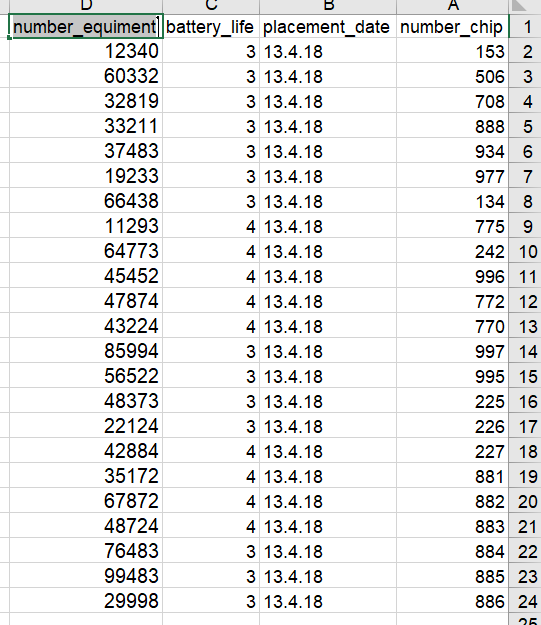 D C B A
number_equiment battery_life placement_date number_chip 1
12340 3 13.4.18 153 2
60332 3 13.4.18 506 3
32819 3 13.4.18 708 4
33211 3 13.4.18 888 5
37483 3 13.4.18 934 6
19233 3 13.4.18 977 7
66438 3 13.4.18 134 8
11293 4 13.4.18 775 9
64773 4 13.4.18 242 10
45452 4 13.4.18 996 11
47874 4 13.4.18 772 12
43224 4 13.4.18 770 13
85994 3 13.4.18 997 14
56522 3 13.4.18 995 15
48373 3 13.4.18 225 16
22124 3 13.4.18 226 17
42884 4 13.4.18 227 18
35172 4 13.4.18 881 19
67872 4 13.4.18 882 20
48724 4 13.4.18 883 21
76483 3 13.4.18 884 22
99483 3 13.4.18 885 23
29998 3 13.4.18 886 24
25